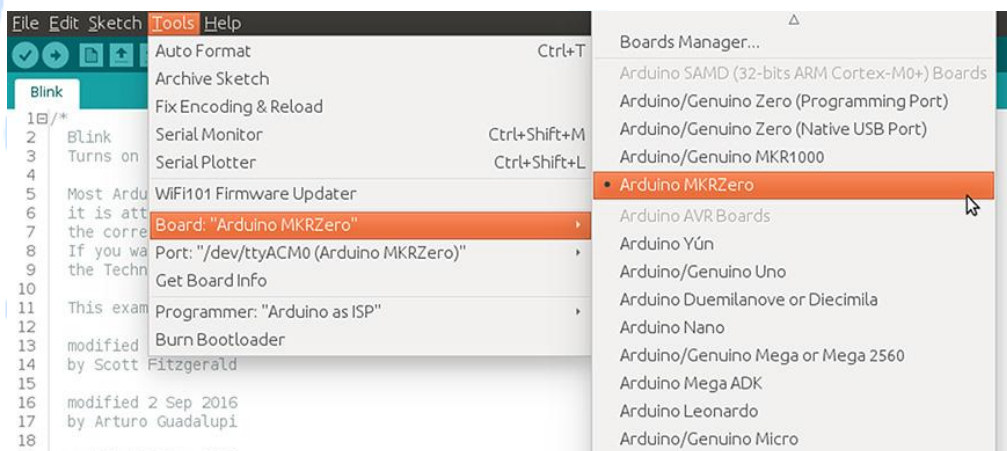 File Edit Sketch Tools Help
Auto Format Ctrl+T
Archive Sketch
Fix Encoding & Reload
Serial Monitor Ctrl+Shift+M
Serial Plotter Ctrl+Shift+L
WiFi101 Firmware Updater
Board: "Arduino MKRZero"
Port: "/dev/ttyACM0 (Arduino MKRZero)"
Get Board Info
Programmer: "Arduino as ISP"
Burn Bootloader
Boards Manager...
Arduino SAMD (32-bits ARM Cortex-M0+) Boards
Arduino/Genuino Zero (Programming Port)
Arduino/Genuino Zero (Native USB Port)
Arduino/Genuino MKR1000
Arduino MKRZero
Arduino AVR Boards
Arduino Yún
Arduino/Genuino Uno
Arduino Duemilanove or Diecimila
Arduino Nano
Arduino/Genuino Mega or Mega 2560
Arduino Mega ADK
Arduino Leonardo
Arduino/Genuino Micro
Blink
1 /*
2 Blink
3 Turns on
4
5 Most Ardu
6 it is att
7 the corre
8 If you wa
9 the Techn
10
11 This exam
12
13 modified
14 by Scott Fitzgerald
15
16 modified 2 Sep 2016
17 by Arturo Guadalupi
18